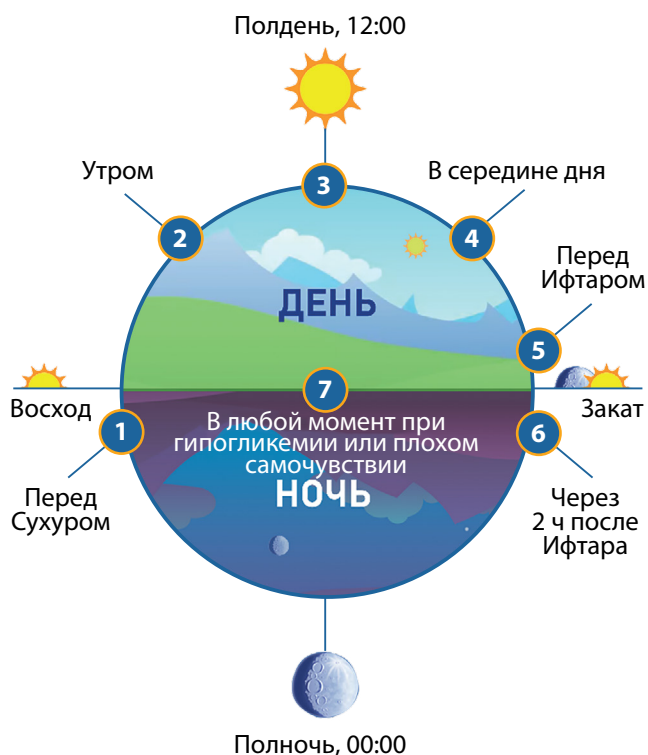 Полдень, 12:00
3
Утром
2
В середине дня
4
Перед
Ифтаром
5
ДЕНЬ
7
Восход
Закат
1
В любой момент при
гипогликемии или плохом
самочувствии
6
НОЧЬ
Перед
Сухуром
Через
2 ч после
Ифтара
Полночь, 00:00